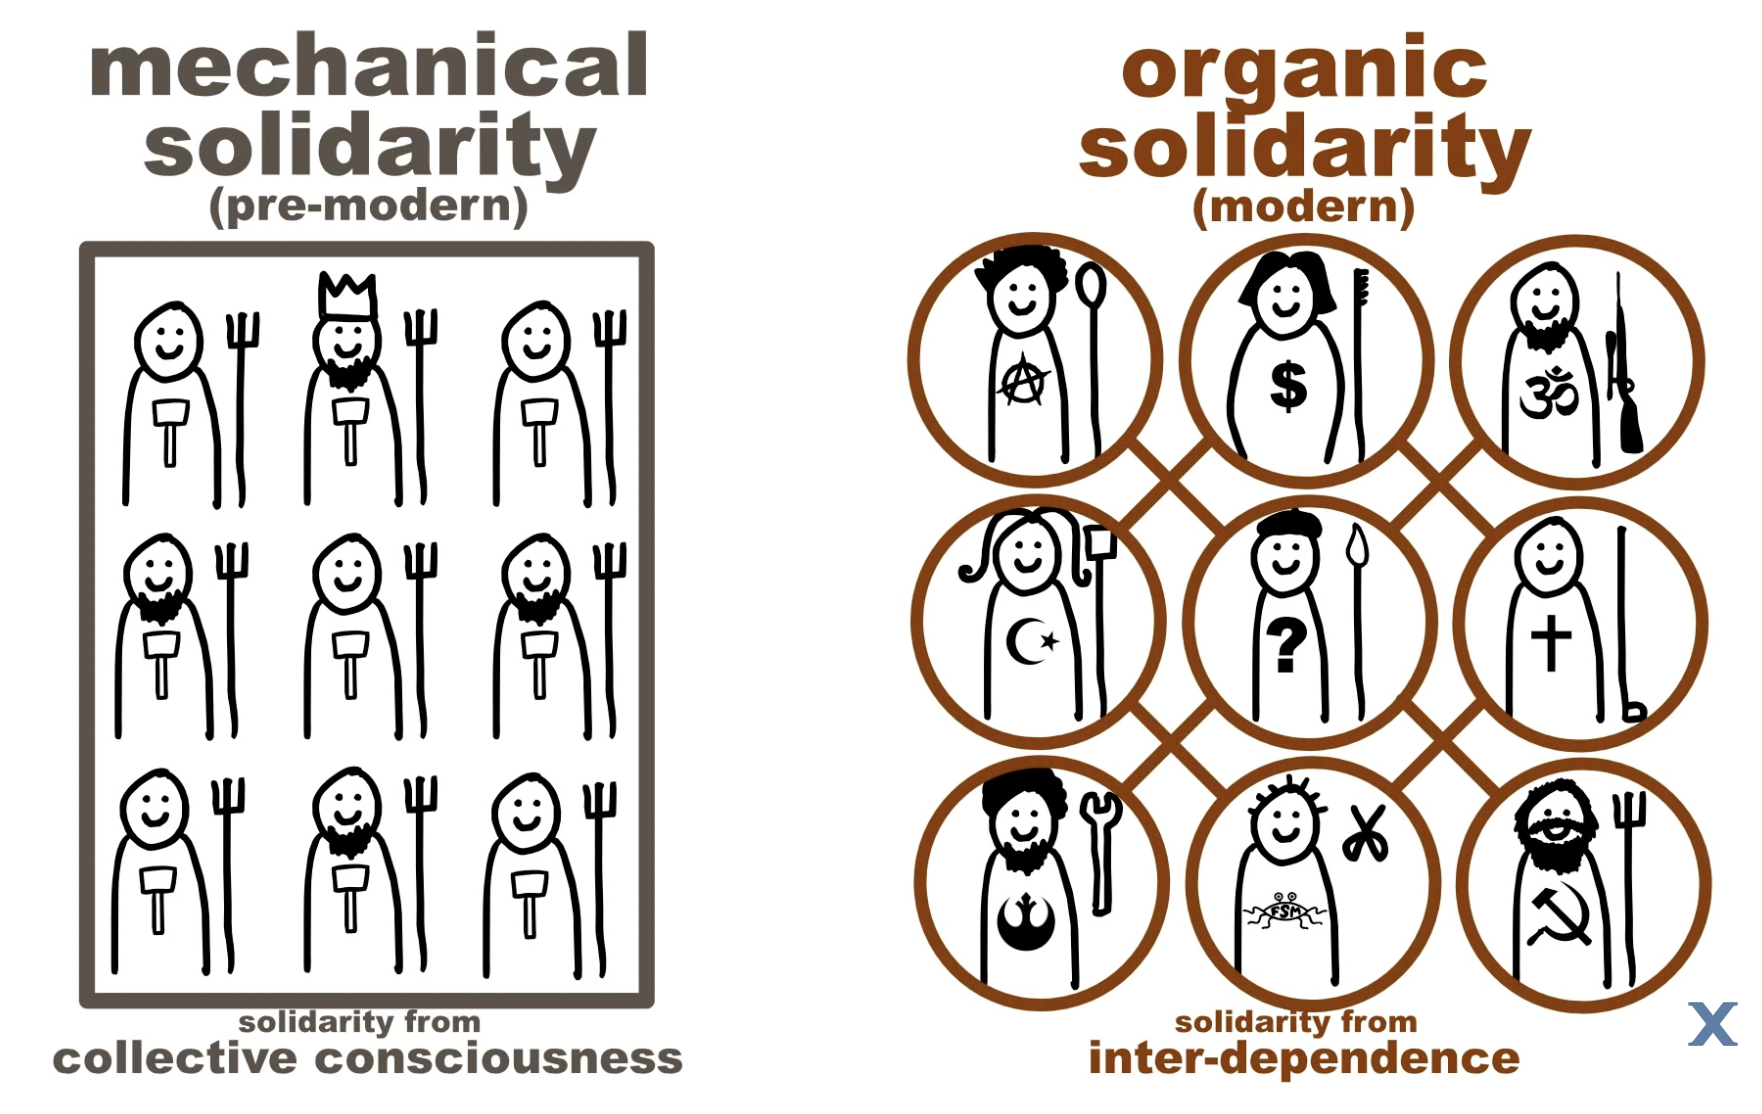 mechanical
solidarity
(pre-modern)
solidarity from
collective consciousness
organic
solidarity
(modern)
$
?
FSM
solidarity from
inter-dependence
X